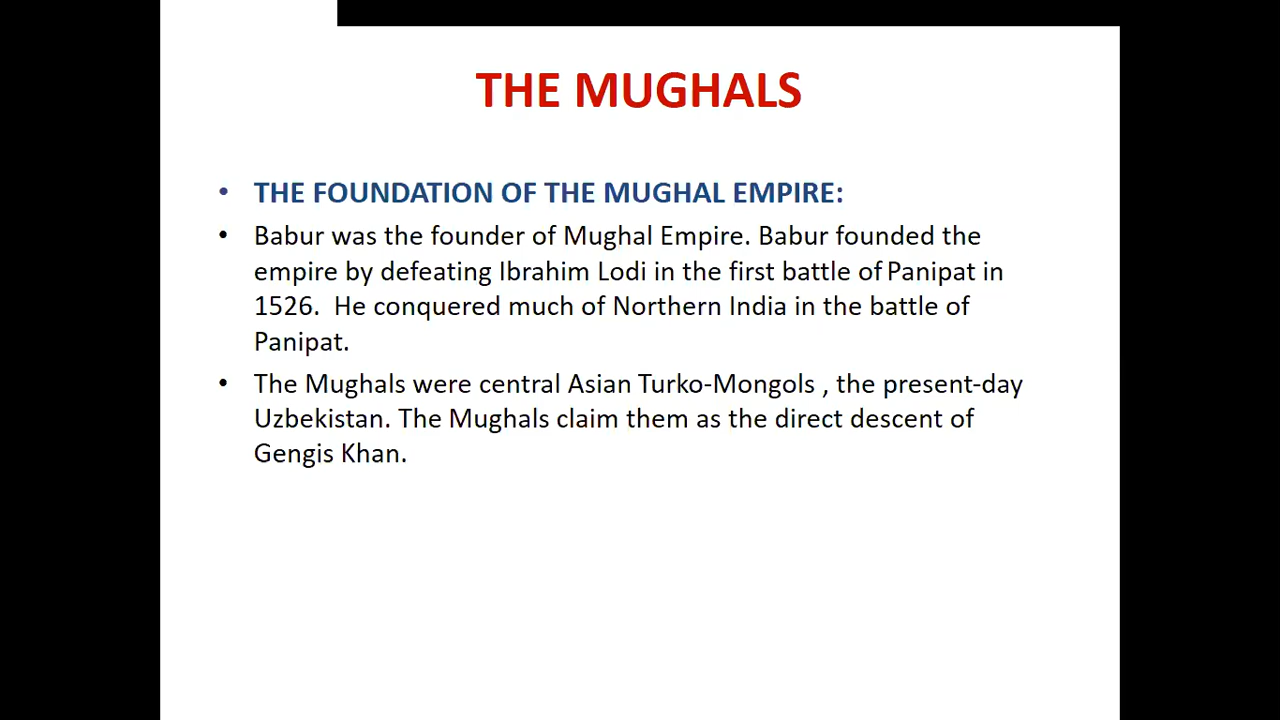 THE MUGHALS
• THE FOUNDATION OF THE MUGHAL EMPIRE:
• Babur was the founder of Mughal Empire. Babur founded the
empire by defeating Ibrahim Lodi in the first battle of Panipat in
1526.  He conquered much of Northern India in the battle of
Panipat.
• The Mughals were central Asian Turko-Mongols , the present-day
Uzbekistan. The Mughals claim them as the direct descent of
Gengis Khan.